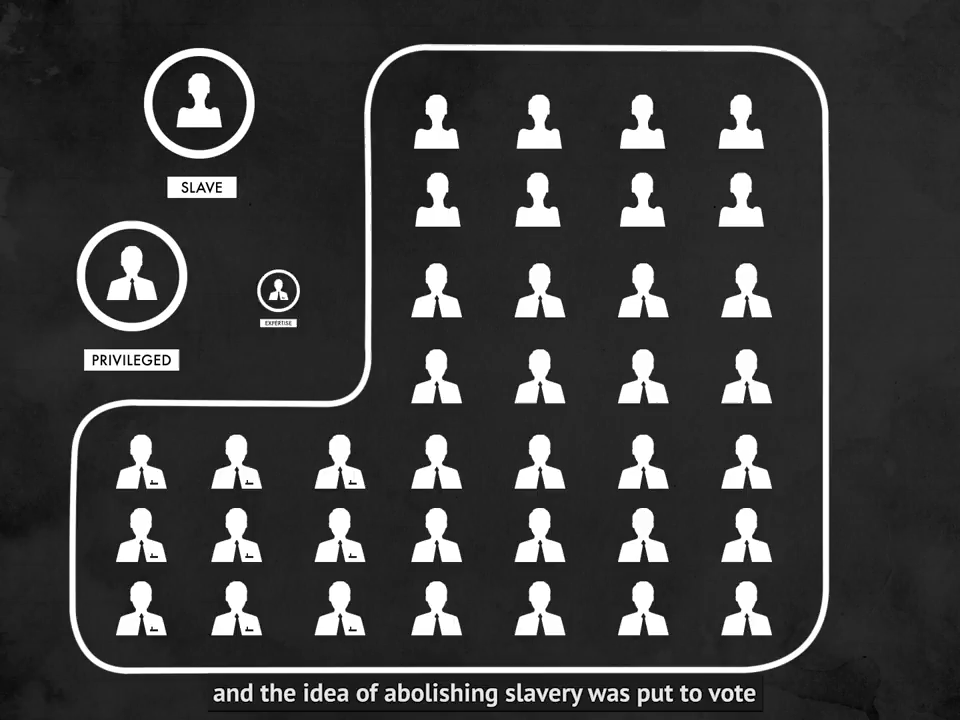 SLAVE
PRIVILEGED
EXPERTISE
and the idea of abolishing slavery was put to vote